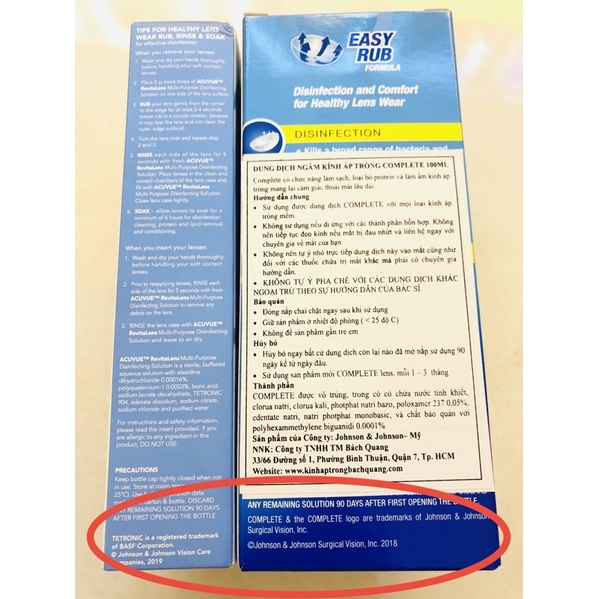 TIPS FOR HEALTHY LENS
WEAR RUB, RINSE & SOAK
for effective disinfection
When you remove your lenses:
1. Wash and dry your hands thoroughly
before handling your soft contact
lenses.
2. Place 3 or more drops of ACUVUE™
RevitaLens Multi-Purpose Disinfecting
Solution on one side of the surface.
3. RUB your lens gently from the center
to the edge for at least 2-4 seconds
(never rub in a circular motion, because
it may tear the lens and not clean the
outer edge surface).
4. Turn the lens over and repeat step
2 and 3.
5. RINSE each side of the lens for 5
seconds with fresh ACUVUE™
RevitaLens Multi-Purpose Disinfecting
Solution. Place lenses in the clean and
correct chambers of the lens case and
fill with ACUVUE™ RevitaLens
Multi-Purpose Disinfecting Solution.
Close lens case tightly.
6. SOAK – allow lenses to soak for a
minimum of 6 hours for disinfection,
cleaning, protein and lipid removal
and conditioning.
When you insert your lenses:
1. Wash and dry your hands thoroughly
before handling your soft contact
lenses.
2. Prior to reapplying lenses, RINSE each
side of the lens for 5 seconds with fresh
ACUVUE™ RevitaLens Multi-Purpose
Disinfecting Solution to remove any
debris on the lens.
3. RINSE the lens case with ACUVUE™
RevitaLens Multi-Purpose Disinfecting
Solution and leave to air dry.
ACUVUE™ RevitaLens Multi-Purpose
Disinfecting Solution is a sterile, buffered
aqueous solution with alexidine
dihydrochloride 0.00016%,
polyquaternium-1 0.0003%, boric acid,
sodium borate decahydrate, TETRONIC
904, edetate disodium, sodium citrate,
sodium chloride and purified water
For instructions and safety information,
please read the insert provided. If you
are allergic to any ingredient in this
product, DO NOT USE.
PRECAUTIONS
Keep bottle cap tightly closed when not
in use. Store at room
25°C). Use
carton & bottle. DISCARD
ANY REMAINING SOLUTION 90 DAYS
AFTER FIRST OPENING THE BOTTLE.
TETRONIC is a registered trademark
of BASF Corporation.
© Johnson & Johnson Vision Care
Companies, 2019
EASY
RUB
FORMULA
Disinfection and Comfort
for Healthy Lens Wear
DISINFECTION
• Kills a broad range of bacteria and
DUNG DỊCH NGÂM KÍNH ÁP TRÒNG COMPLETE 100ML.
Complete có chức năng làm sạch, loại bỏ protein và làm ẩm kính áp
tròng mang lại cảm giác thoải mái lâu dài.
Hướng dẫn chung
• Sử dụng được dung dịch COMPLETE với mọi loại kính áp
tròng mềm.
• Không sử dụng nếu dị ứng với các thành phần hỗn hợp. Không
nên tiếp tục đeo kính nếu mắt bị đau nhứt và liên hệ ngay với
chuyên gia về mắt của bạn.
• Không nên tự ý nhỏ trực tiếp dung dịch này vào mắt cũng như
đối với các thuốc chữa trị mắt khác mà phải có chuyên gia
hướng dẫn.
• KHÔNG TỰ Ý PHA CHẾ VỚI CÁC DUNG DỊCH KHÁC
NGOẠI TRỪ THEO SỰ HƯỚNG DẪN CỦA BÁC SĨ.
Bảo quản
• Đóng nắp chai chặt ngay sau khi sử dụng
• Giữ sản phẩm ở nhiệt độ phòng ( < 25 độ C)
• Không để sản phẩm gần tre em
Hủy bỏ
• Hủy bỏ ngay bất cứ dung dịch còn lại nào đã mở nắp sử dung 90
ngày kể từ ngày đầu.
• Sử dụng san phẩm mới COMPLETE lens, mỗi 1 – 3 tháng
Thành phần
COMPLETE được vô trùng, trong có có chứa nước tinh khiết,
clorua natri, clorua kali, photphat natri bazo, poloxamcr 237 0,05%,
edentate natri, natri photphat monobasic, và chất bảo quản với
polyhexamethylene biguanid 0.0001%
Sản phẩm của Công ty: Johnson & Johnson– Mỹ
NNK: Công ty TNHH TM Bách Quang
33/66 Đường số 1, Phường Bình Thuận, Quận 7, Tp. HCM
Website: www.kinhaptrongbachquang.com
ANY REMAINING SOLUTION 90 DAYS AFTER FIRST OPENING THE BOTTLE.
COMPLETE & the COMPLETE logo are trademarks of Johnson & Johnson
Surgical Vision, Inc.
©Johnson & Johnson Surgical Vision, Inc. 2018